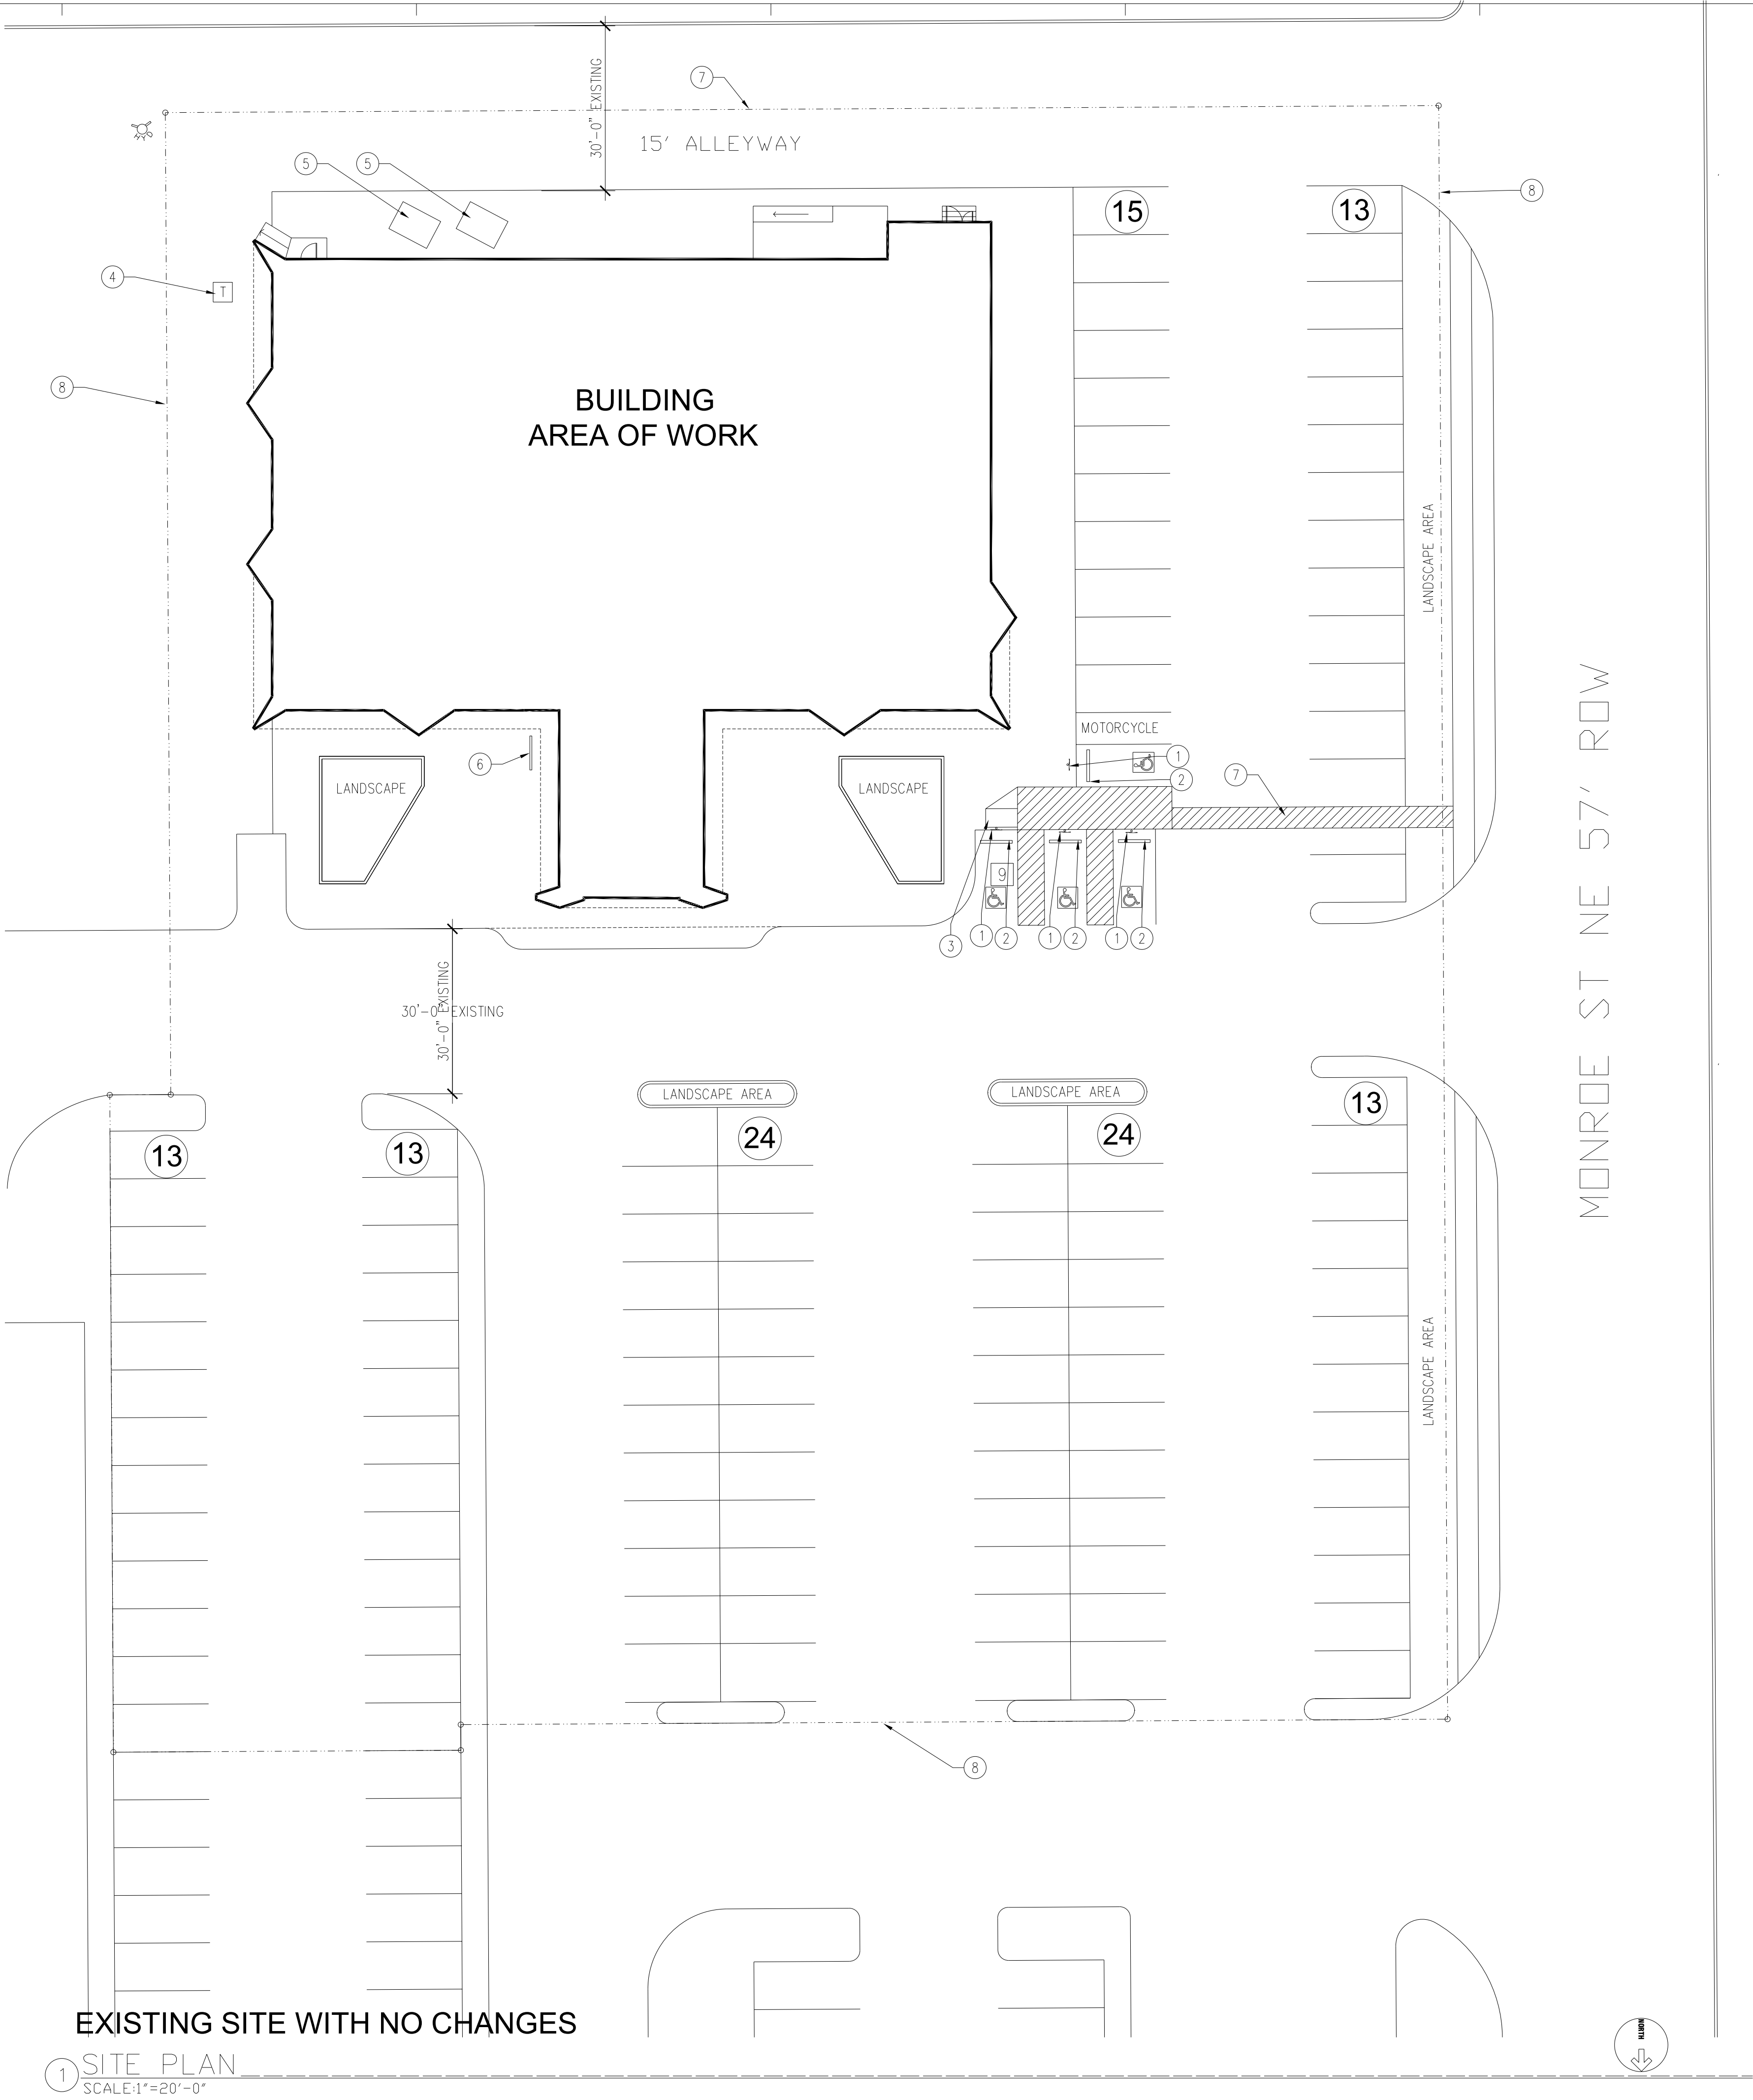 30'-0" EXISTING
7
15' ALLEYWAY
5
5
8
15
13
4
T
8
BUILDING
AREA OF WORK
LANDSCAPE AREA
MOTORCYCLE
1
2
7
6
LANDSCAPE
LANDSCAPE
9
3
1
2
1
2
1
2
MONROE ST NE 57' ROW
30'-0" EXISTING
30'-0" EXISTING
LANDSCAPE AREA
LANDSCAPE AREA
13
13
13
24
24
LANDSCAPE AREA
8
EXISTING SITE WITH NO CHANGES
NORTH
1
SITE PLAN
SCALE:1"=20'-0"